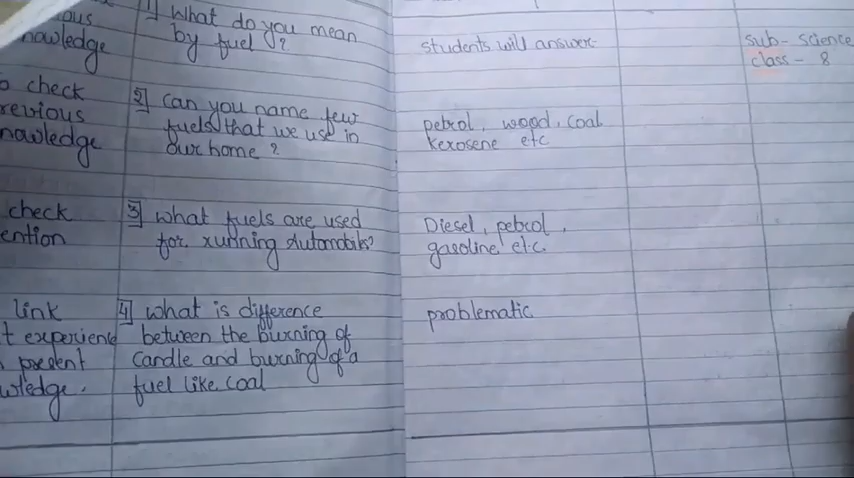 ous
nowledge
1) What do you mean
by fuel?
students will answer
sub- science
class - 8
o check
revious
nowledge
2) Can you name few
fuels that we use in
our home?
petrol, wood, coal
Kerosene etc
check
ention
3) What fuels are used
for running Automobiles?
Diesel, petrol,
gasoline etc.
link
t experience
present
wledge.
4) what is difference
between the burning of
Candle and burning of a
fuel like coal
problematic